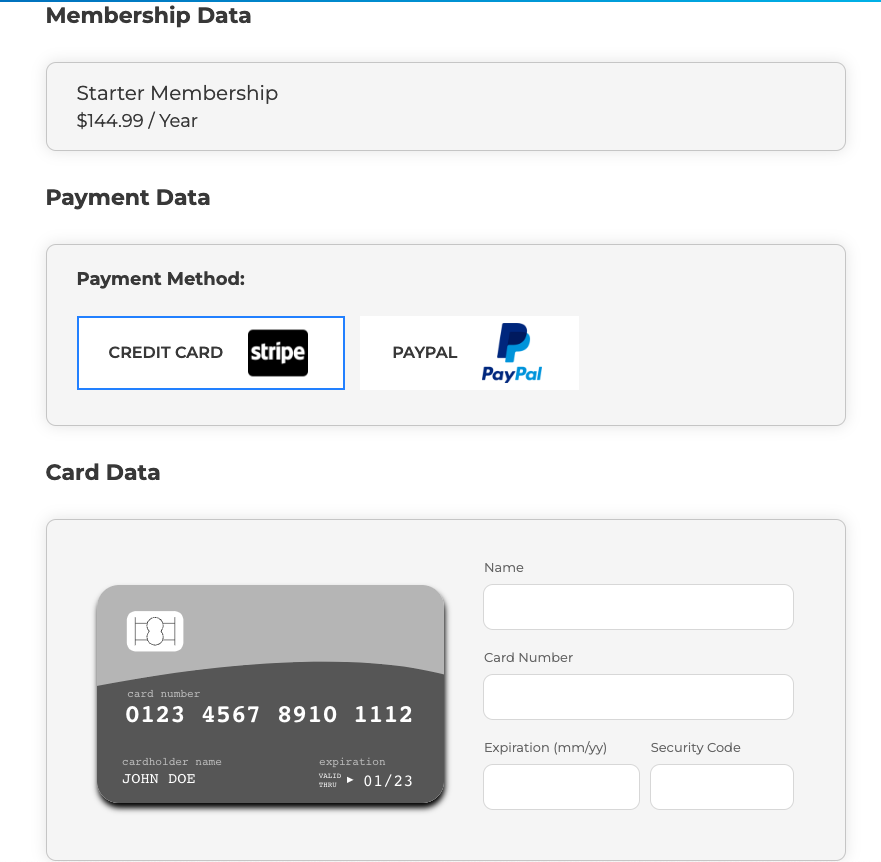 Membership Data
Starter Membership
$144.99 / Year
Payment Data
Payment Method:
CREDIT CARD stripe PAYPAL PayPal
Card Data
Name
Card Number
card number
0123 4567 8910 1112
Expiration (mm/yy) Security Code
cardholder name expiration
JOHN DOE VALID THRU 01/23